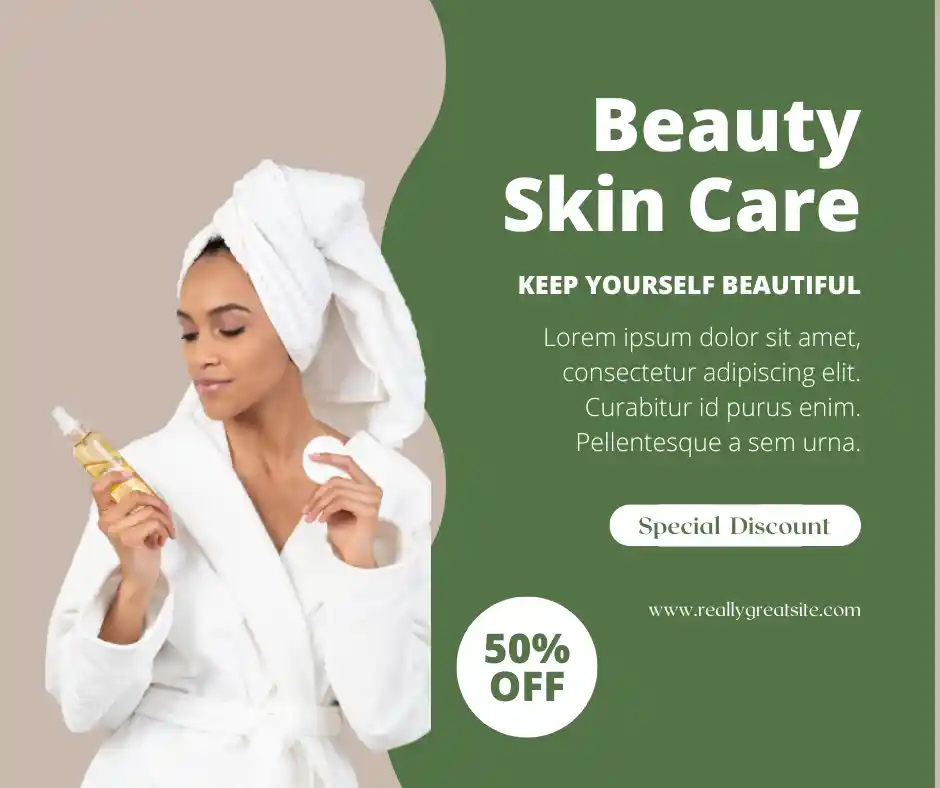 Beauty
Skin Care
KEEP YOURSELF BEAUTIFUL
Lorem ipsum dolor sit amet,
consectetur adipiscing elit.
Curabitur id purus enim.
Pellentesque a sem urna.
Special Discount
www.reallygreatsite.com
50%
OFF